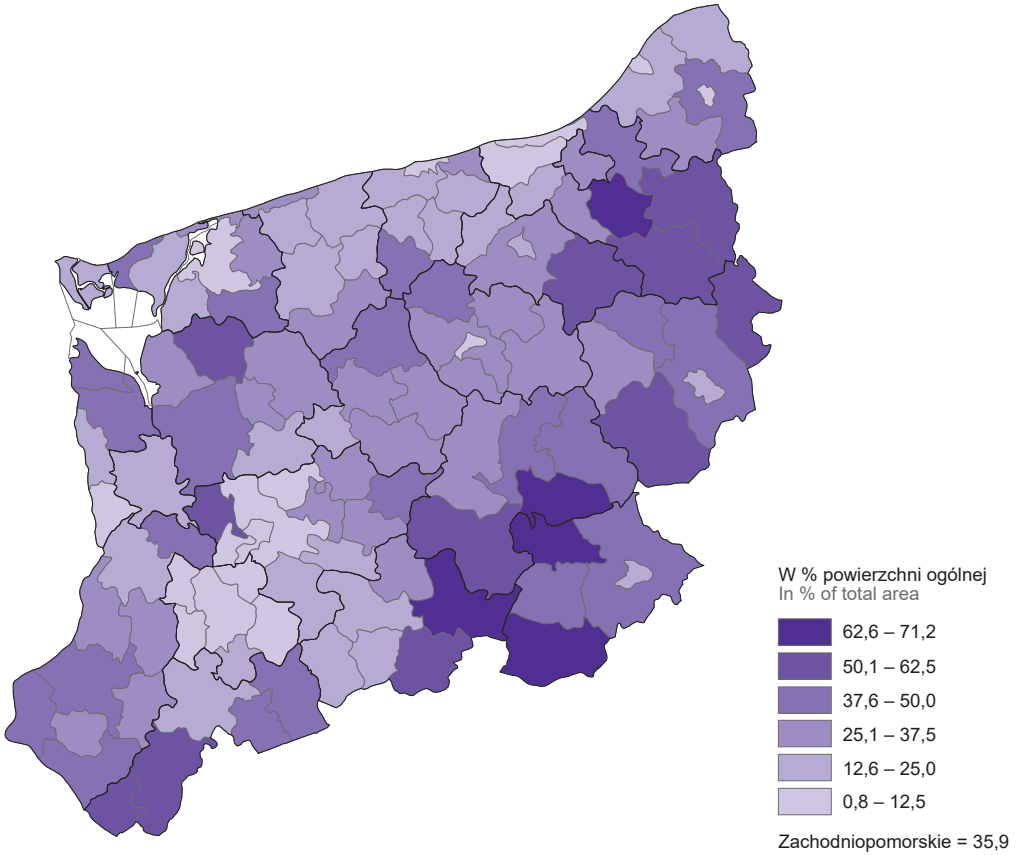 W % powierzchni ogólnej
In % of total area
62,6 – 71,2
50,1 – 62,5
37,6 – 50,0
25,1 – 37,5
12,6 – 25,0
0,8 – 12,5
Zachodniopomorskie = 35,9